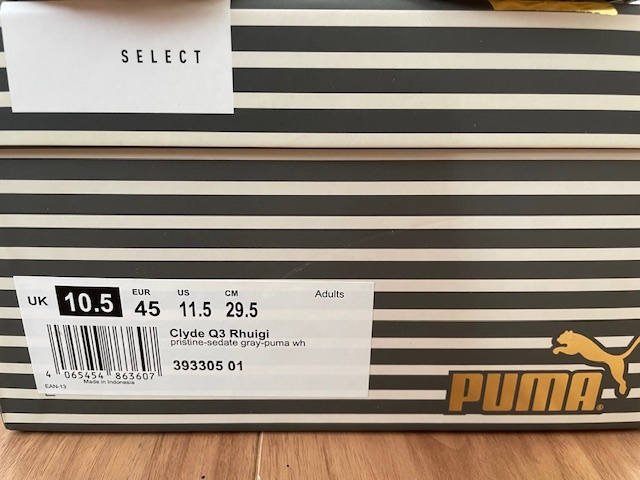 SELECT
UK 10.5 EUR 45 US 11.5 CM 29.5 Adults
Clyde Q3 Rhuigi
pristine-sedate gray-puma wh
393305 01
4 065454 863607
Made in Indonesia
EAN-13
PUMA®